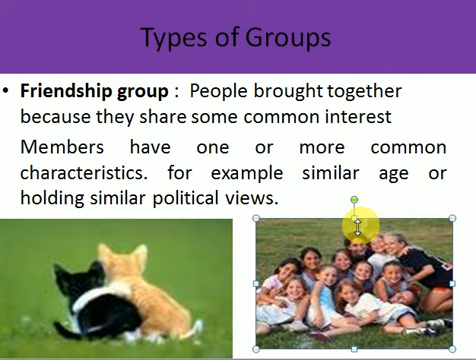 Types of Groups
• Friendship group : People brought together
because they share some common interest
Members have one or more common
characteristics. for example similar age or
holding similar political views.